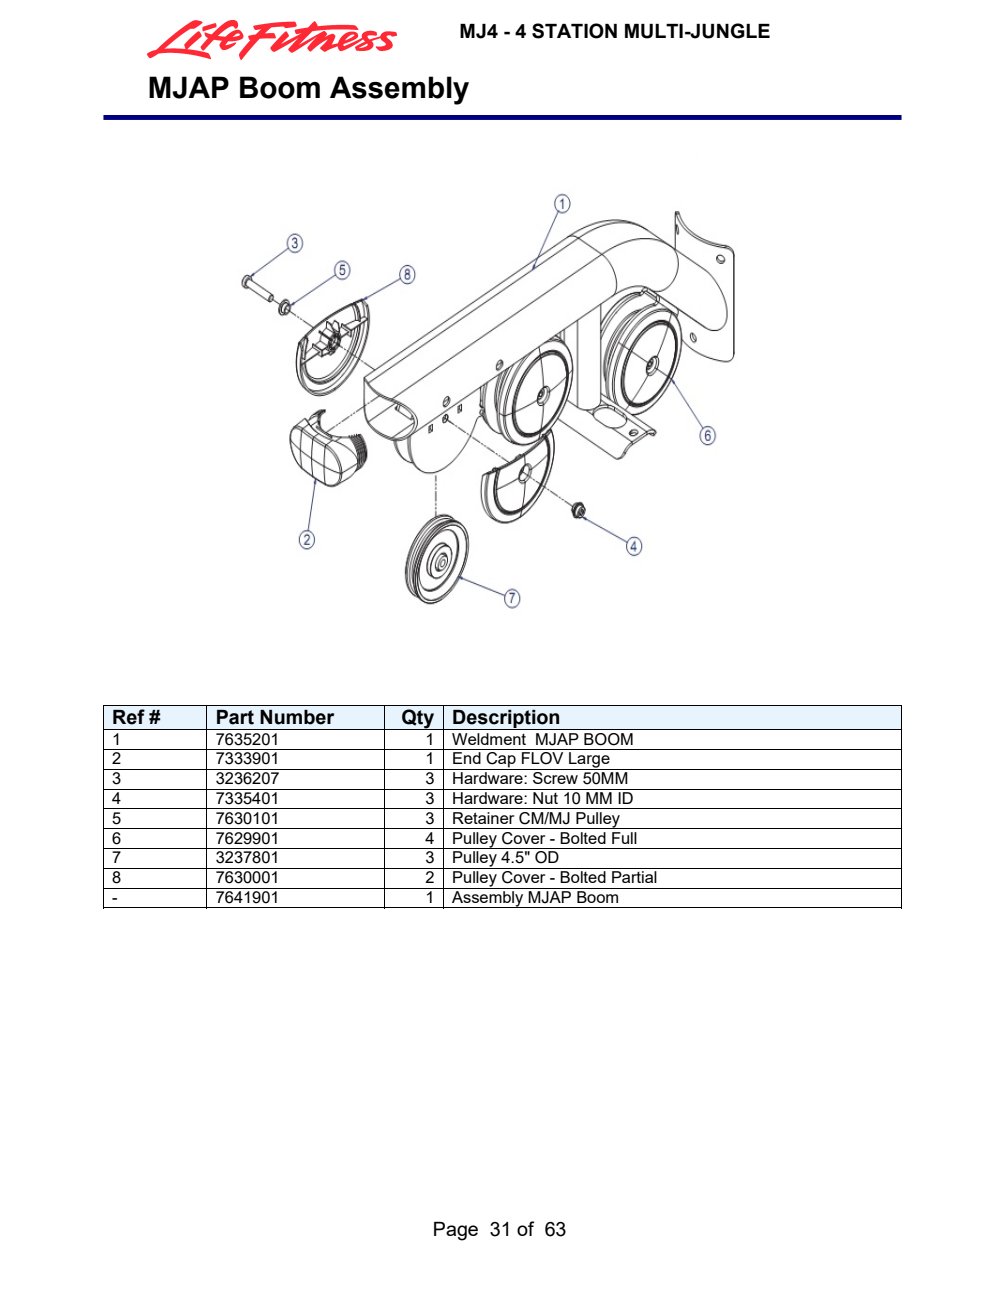 Life Fitness
MJ4 - 4 STATION MULTI-JUNGLE
MJAP Boom Assembly
1
3
5
8
6
2
4
7
Ref # Part Number Qty Description
1 7635201 1 Weldment MJAP BOOM
2 7333901 1 End Cap FLOV Large
3 3236207 3 Hardware: Screw 50MM
4 7335401 3 Hardware: Nut 10 MM ID
5 7630101 3 Retainer CM/MJ Pulley
6 7629901 4 Pulley Cover - Bolted Full
7 3237801 3 Pulley 4.5" OD
8 7630001 2 Pulley Cover - Bolted Partial
- 7641901 1 Assembly MJAP Boom
Page 31 of 63